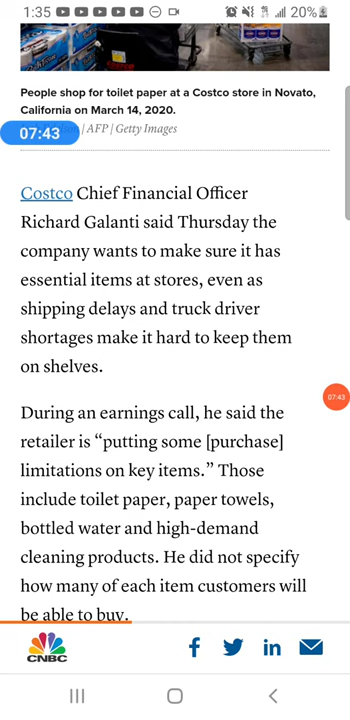 1:35
20%
People shop for toilet paper at a Costco store in Novato,
California on March 14, 2020.
07:43
| AFP | Getty Images
Costco Chief Financial Officer
Richard Galanti said Thursday the
company wants to make sure it has
essential items at stores, even as
shipping delays and truck driver
shortages make it hard to keep them
on shelves.
07:43
During an earnings call, he said the
retailer is “putting some [purchase]
limitations on key items.” Those
include toilet paper, paper towels,
bottled water and high-demand
cleaning products. He did not specify
how many of each item customers will
be able to buy.
CNBC